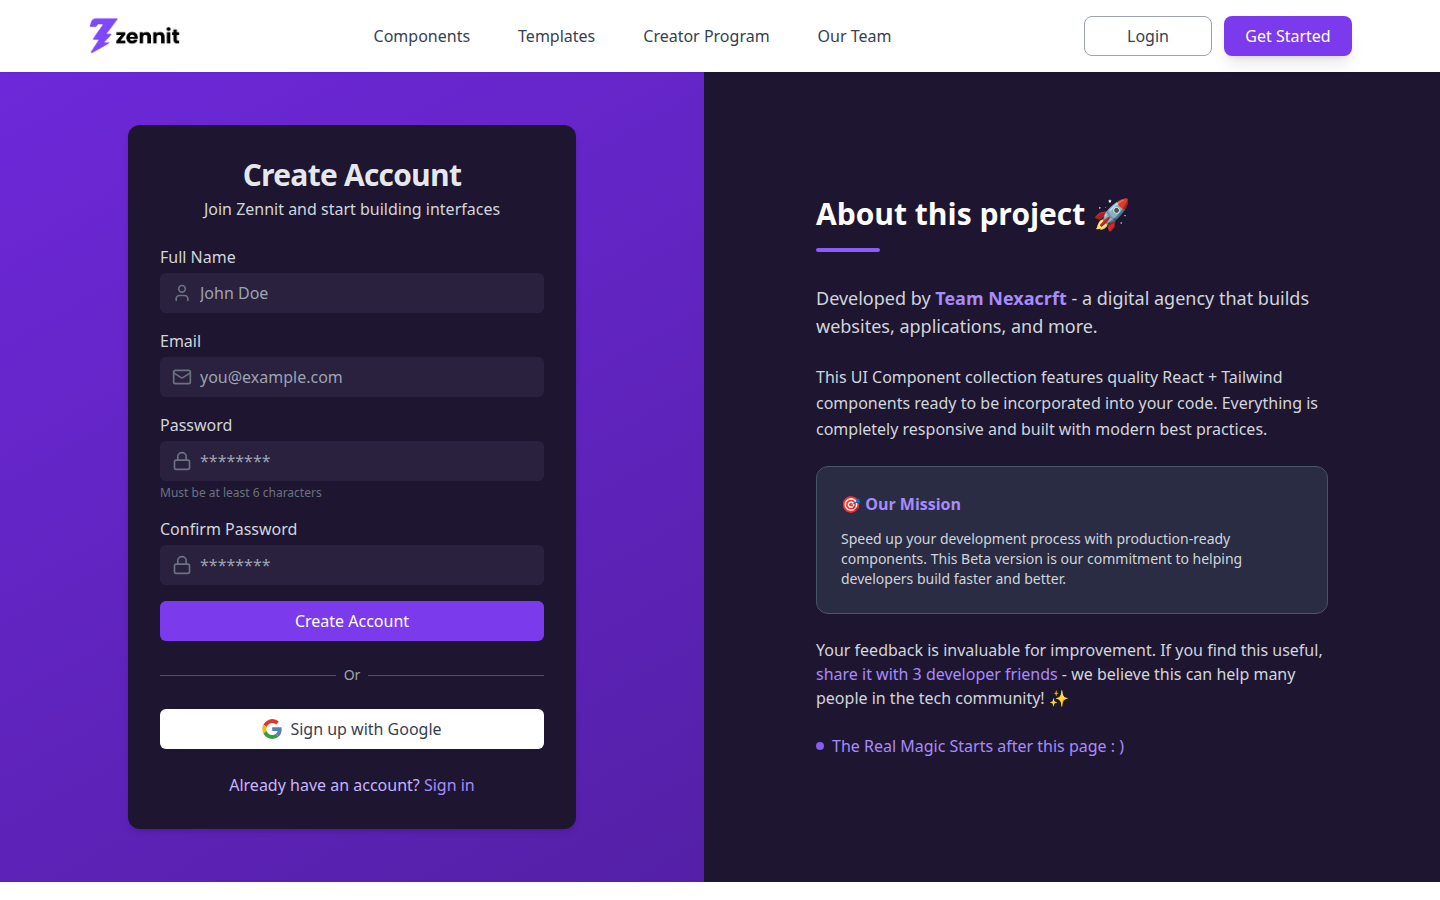 zennit
Components
Templates
Creator Program
Our Team
Login
Get Started
Create Account
Join Zennit and start building interfaces
Full Name
John Doe
Email
you@example.com
Password
********
Must be at least 6 characters
Confirm Password
********
Create Account
Or
Sign up with Google
Already have an account? Sign in
About this project 🚀
Developed by Team Nexacrft - a digital agency that builds
websites, applications, and more.
This UI Component collection features quality React + Tailwind
components ready to be incorporated into your code. Everything is
completely responsive and built with modern best practices.
🎯 Our Mission
Speed up your development process with production-ready
components. This Beta version is our commitment to helping
developers build faster and better.
Your feedback is invaluable for improvement. If you find this useful,
share it with 3 developer friends - we believe this can help many
people in the tech community! ✨
The Real Magic Starts after this page : )